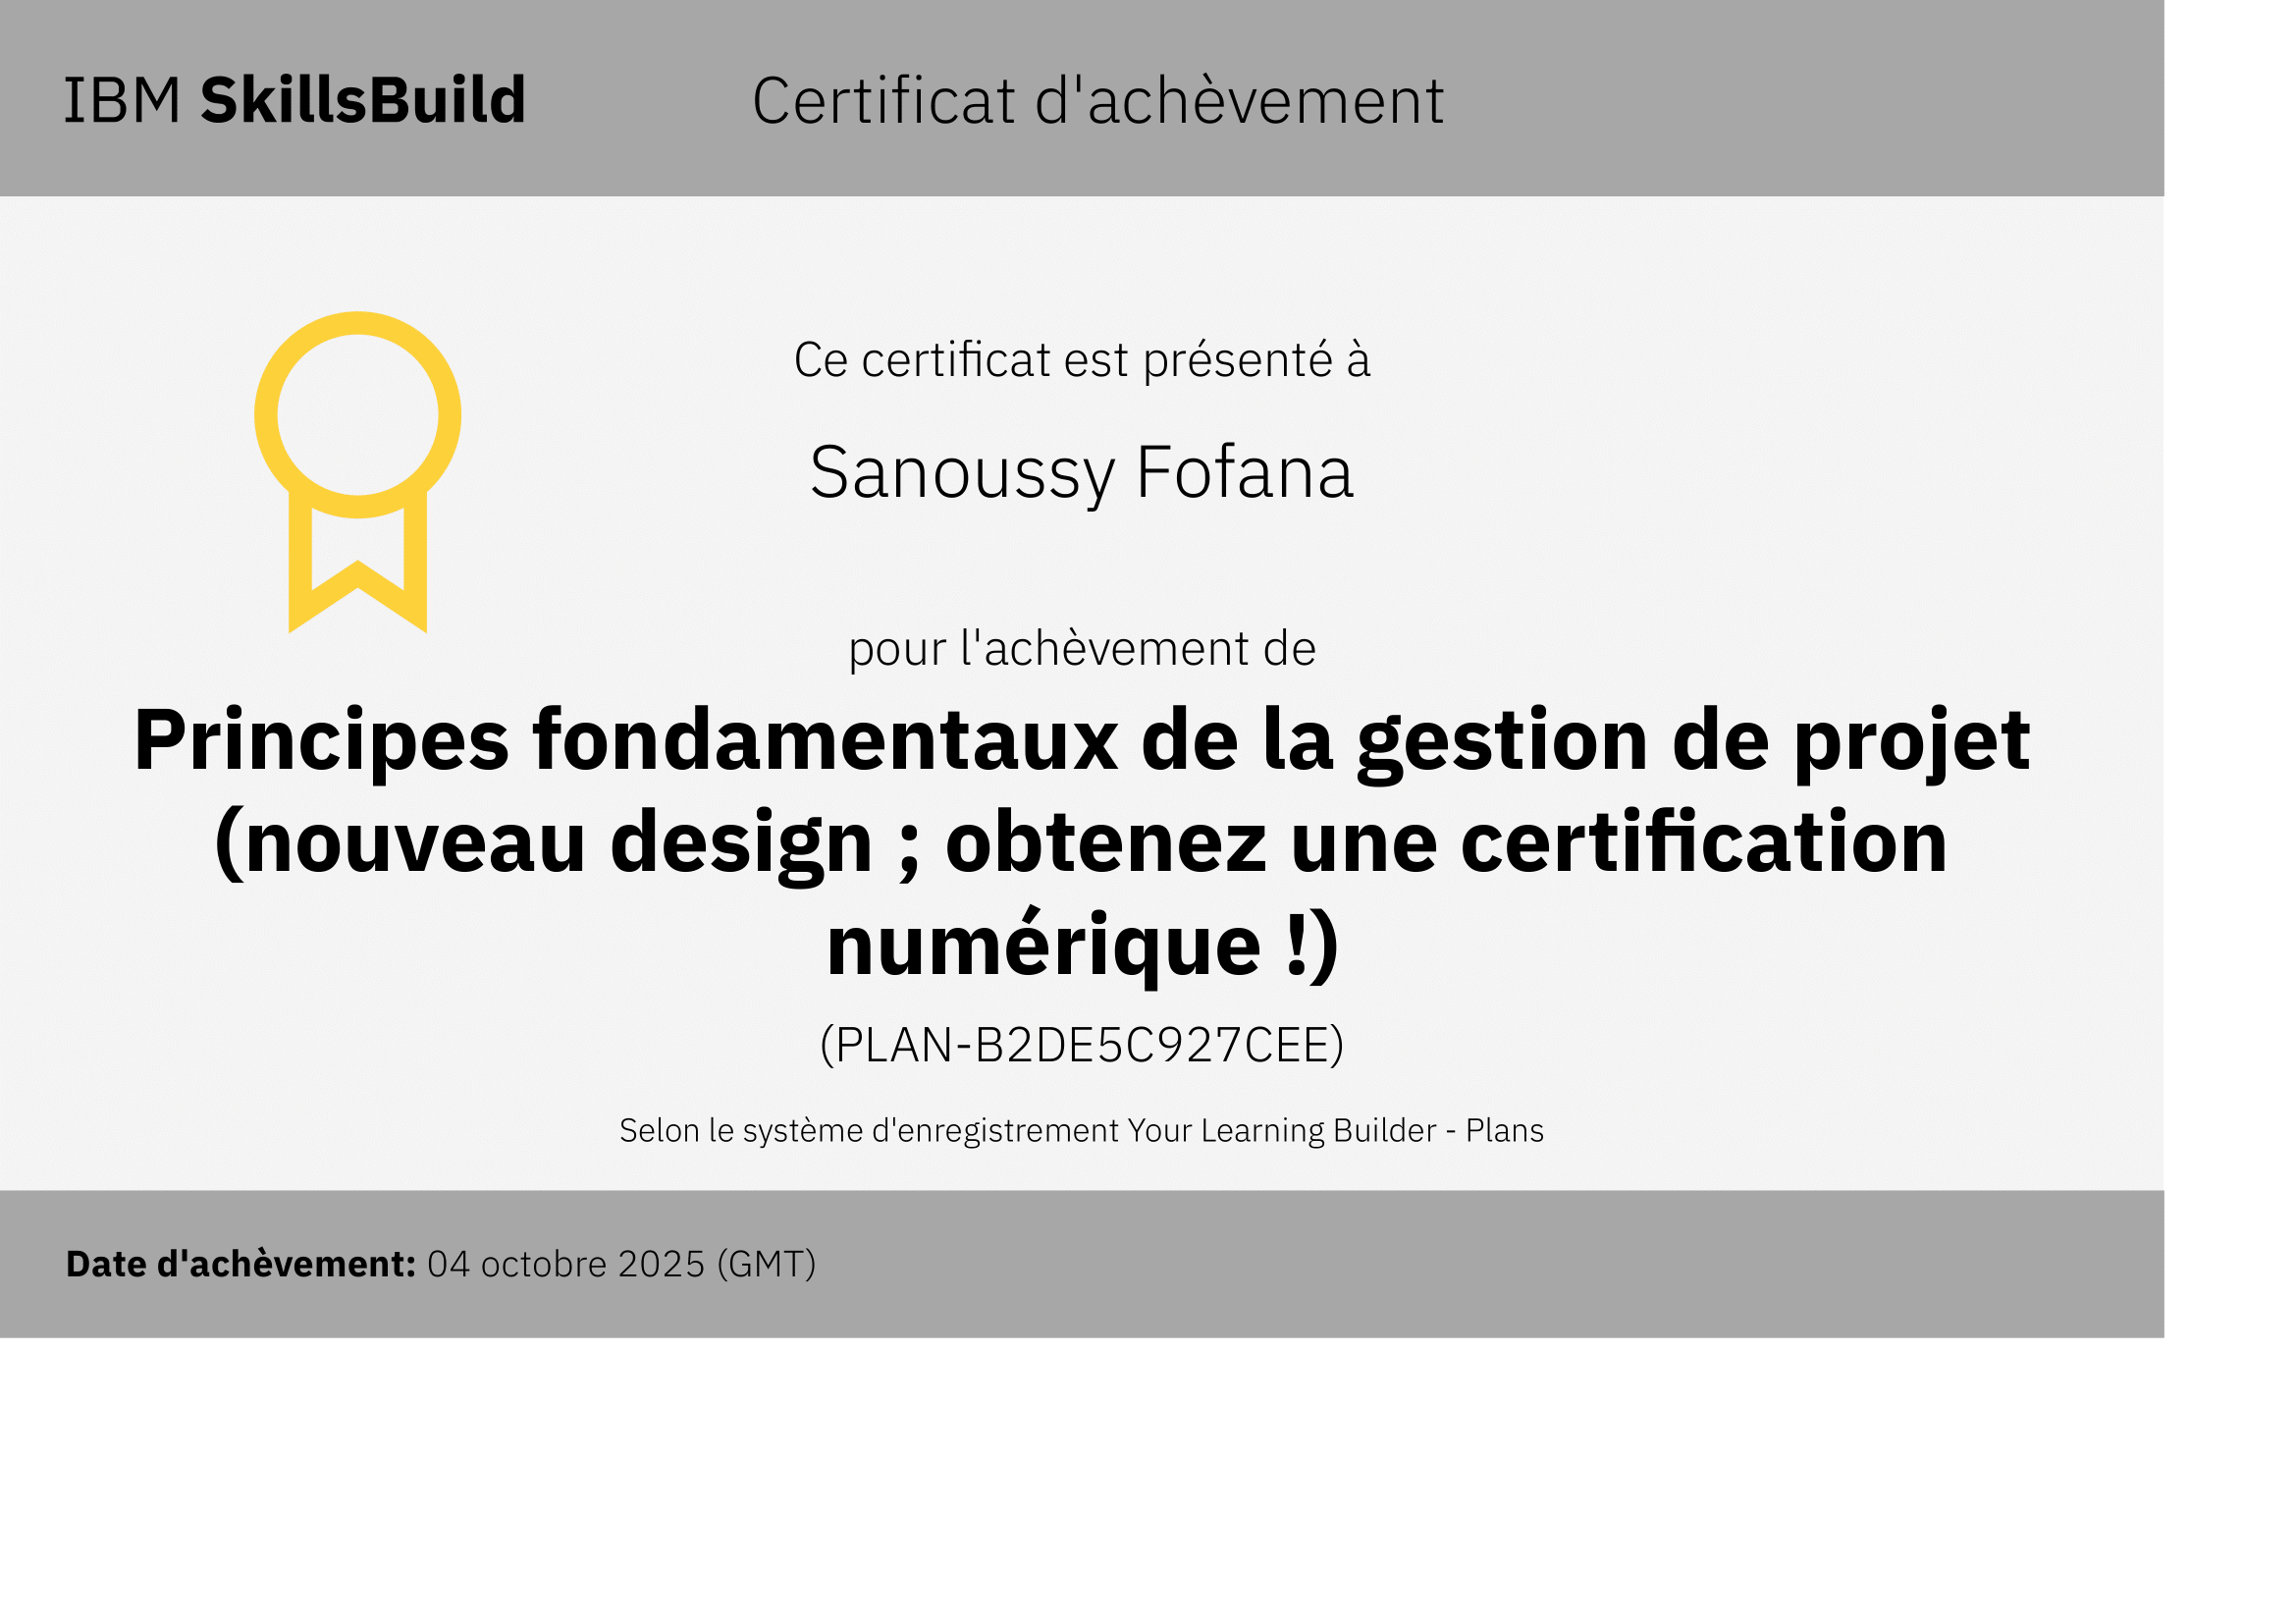 IBM SkillsBuild
Certificat d'achèvement
Ce certificat est présenté à
Sanoussy Fofana
pour l'achèvement de
Principes fondamentaux de la gestion de projet
(nouveau design ; obtenez une certification
numérique !)
(PLAN-B2DE5C927CEE)
Selon le système d'enregistrement Your Learning Builder - Plans
Date d'achèvement: 04 octobre 2025 (GMT)